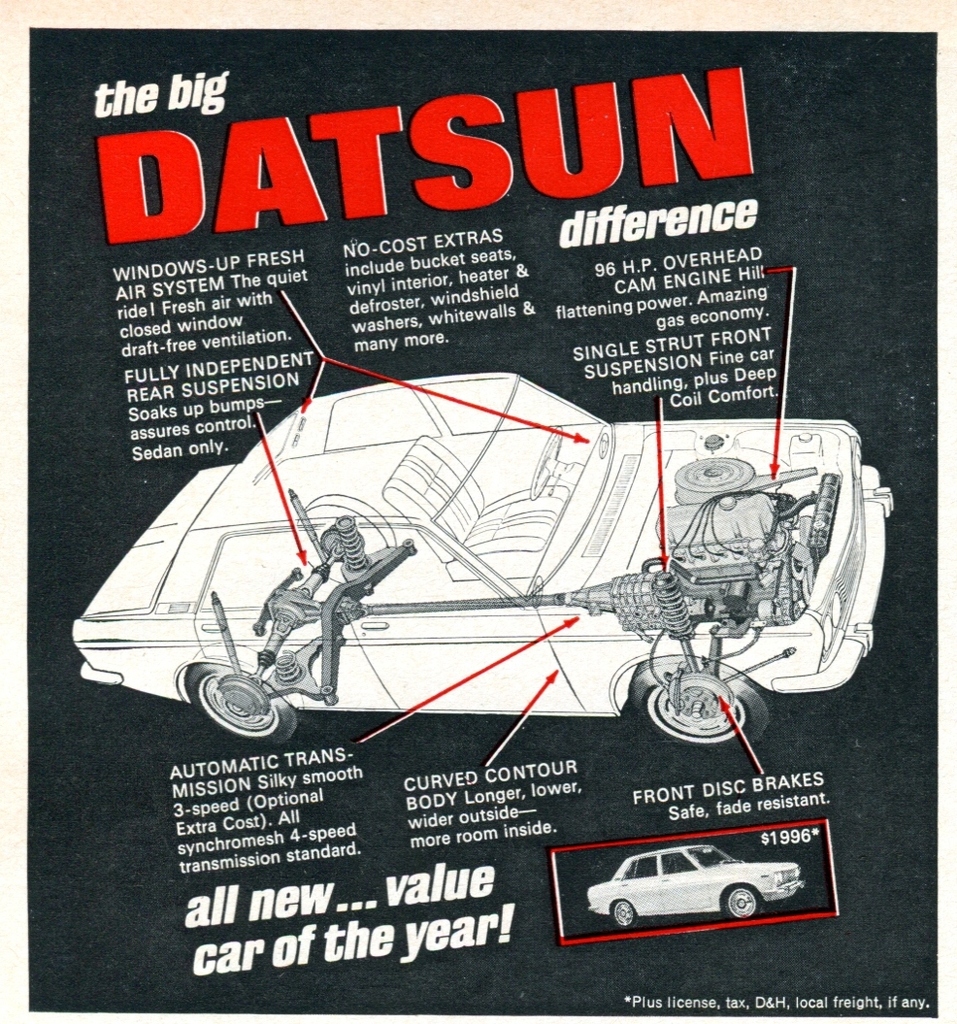 the big
DATSUN
difference
WINDOWS-UP FRESH
AIR SYSTEM The quiet
ride! Fresh air with
closed window
draft-free ventilation.
NO-COST EXTRAS
include bucket seats,
vinyl interior, heater &
defroster, windshield
washers, whitewalls &
many more.
96 H.P. OVERHEAD
CAM ENGINE Hill
flattening power. Amazing
gas economy.
FULLY INDEPENDENT
REAR SUSPENSION
Soaks up bumps—
assures control.
Sedan only.
SINGLE STRUT FRONT
SUSPENSION Fine car
handling, plus Deep
Coil Comfort.
AUTOMATIC TRANS-
MISSION Silky smooth
3-speed (Optional
Extra Cost). All
synchromesh 4-speed
transmission standard.
CURVED CONTOUR
BODY Longer, lower,
wider outside—
more room inside.
FRONT DISC BRAKES
Safe, fade resistant.
$1996*
all new... value
car of the year!
*Plus license, tax, D&H, local freight, if any.